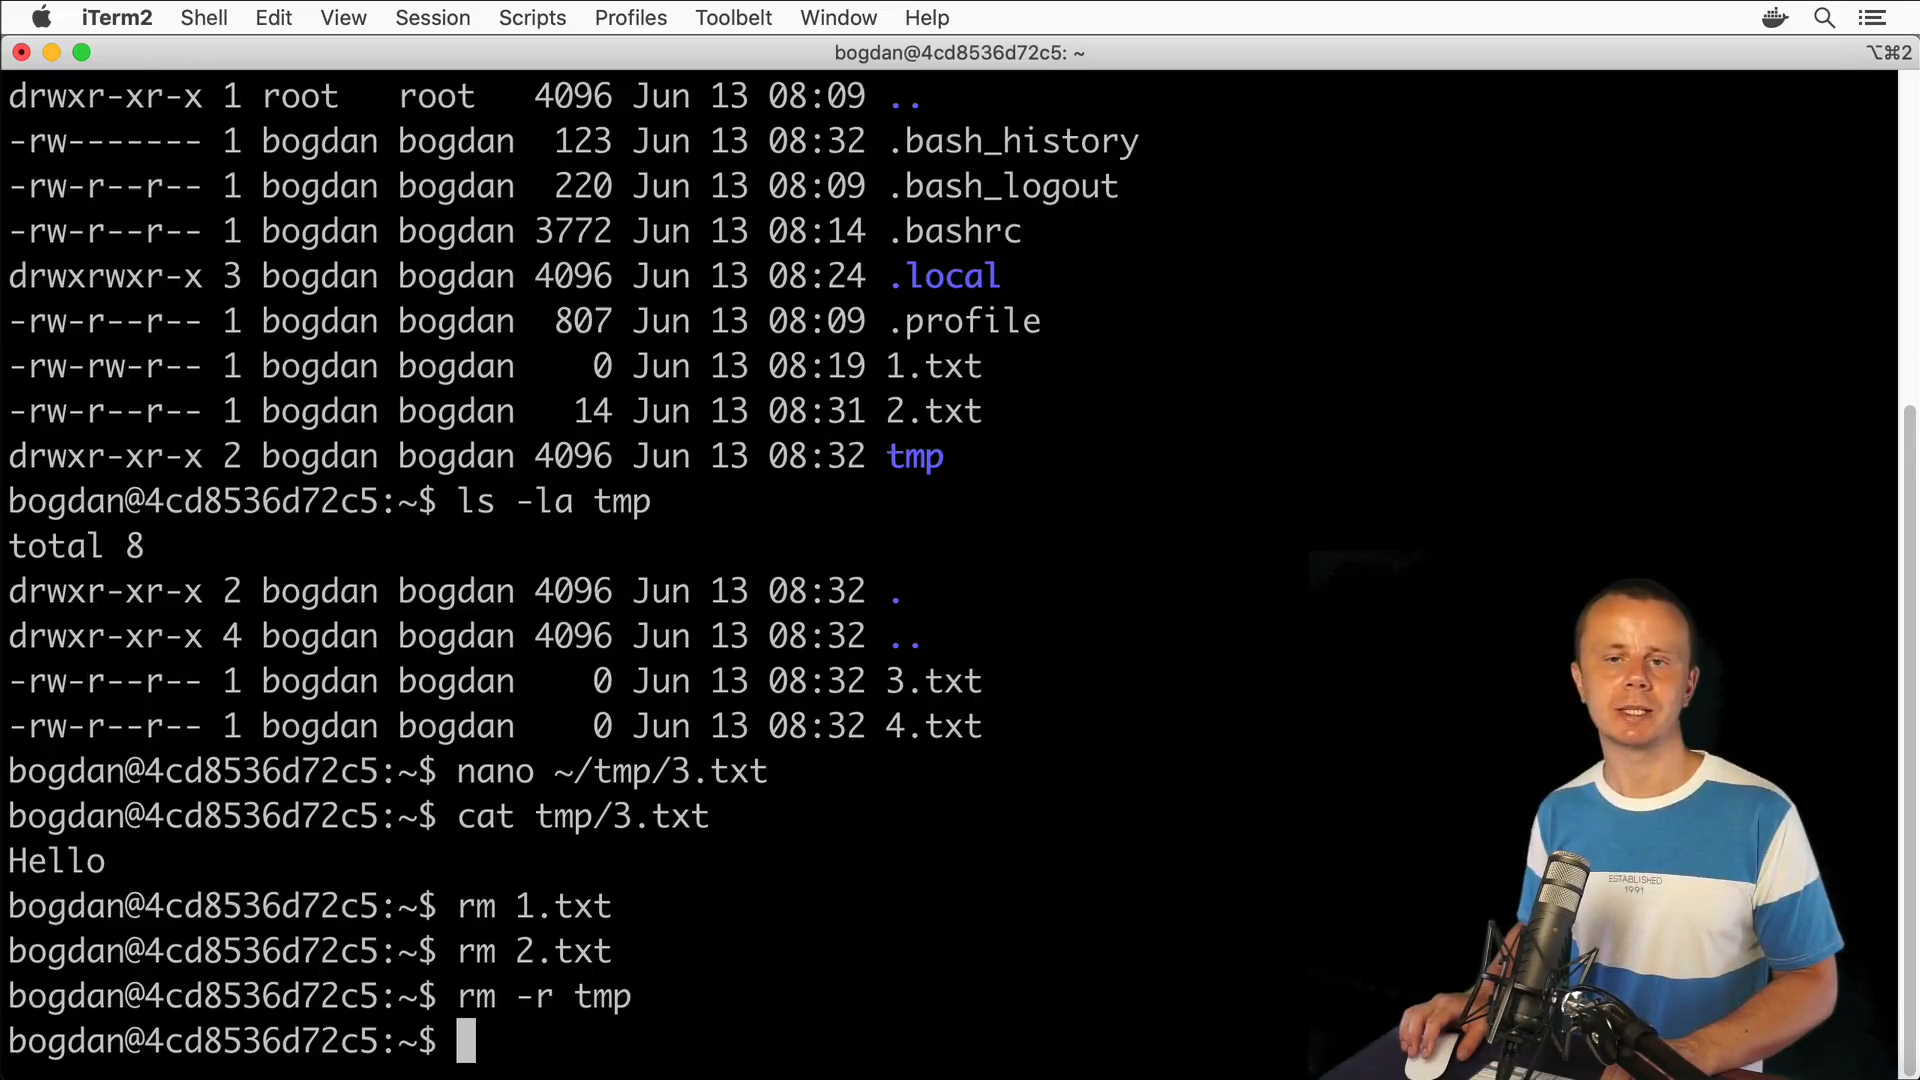 iTerm2 Shell Edit View Session Scripts Profiles Toolbelt Window Help
bogdan@4cd8536d72c5: ~ ⌥⌘2
drwxr-xr-x 1 root   root   4096 Jun 13 08:09 ..
-rw------- 1 bogdan bogdan  123 Jun 13 08:32 .bash_history
-rw-r--r-- 1 bogdan bogdan  220 Jun 13 08:09 .bash_logout
-rw-r--r-- 1 bogdan bogdan 3772 Jun 13 08:14 .bashrc
drwxrwxr-x 3 bogdan bogdan 4096 Jun 13 08:24 .local
-rw-r--r-- 1 bogdan bogdan  807 Jun 13 08:09 .profile
-rw-rw-r-- 1 bogdan bogdan    0 Jun 13 08:19 1.txt
-rw-r--r-- 1 bogdan bogdan   14 Jun 13 08:31 2.txt
drwxr-xr-x 2 bogdan bogdan 4096 Jun 13 08:32 tmp
bogdan@4cd8536d72c5:~$ ls -la tmp
total 8
drwxr-xr-x 2 bogdan bogdan 4096 Jun 13 08:32 .
drwxr-xr-x 4 bogdan bogdan 4096 Jun 13 08:32 ..
-rw-r--r-- 1 bogdan bogdan    0 Jun 13 08:32 3.txt
-rw-r--r-- 1 bogdan bogdan    0 Jun 13 08:32 4.txt
bogdan@4cd8536d72c5:~$ nano ~/tmp/3.txt
bogdan@4cd8536d72c5:~$ cat tmp/3.txt
Hello
bogdan@4cd8536d72c5:~$ rm 1.txt
bogdan@4cd8536d72c5:~$ rm 2.txt
bogdan@4cd8536d72c5:~$ rm -r tmp
bogdan@4cd8536d72c5:~$
ESTABLISHED
1991